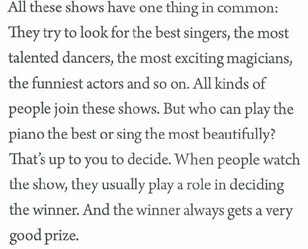 All these shows have one thing in common:
They try to look for the best singers, the most
talented dancers, the most exciting magicians,
the funniest actors and so on. All kinds of
people join these shows. But who can play the
piano the best or sing the most beautifully?
That's up to you to decide. When people watch
the show, they usually play a role in deciding
the winner. And the winner always gets a very
good prize.